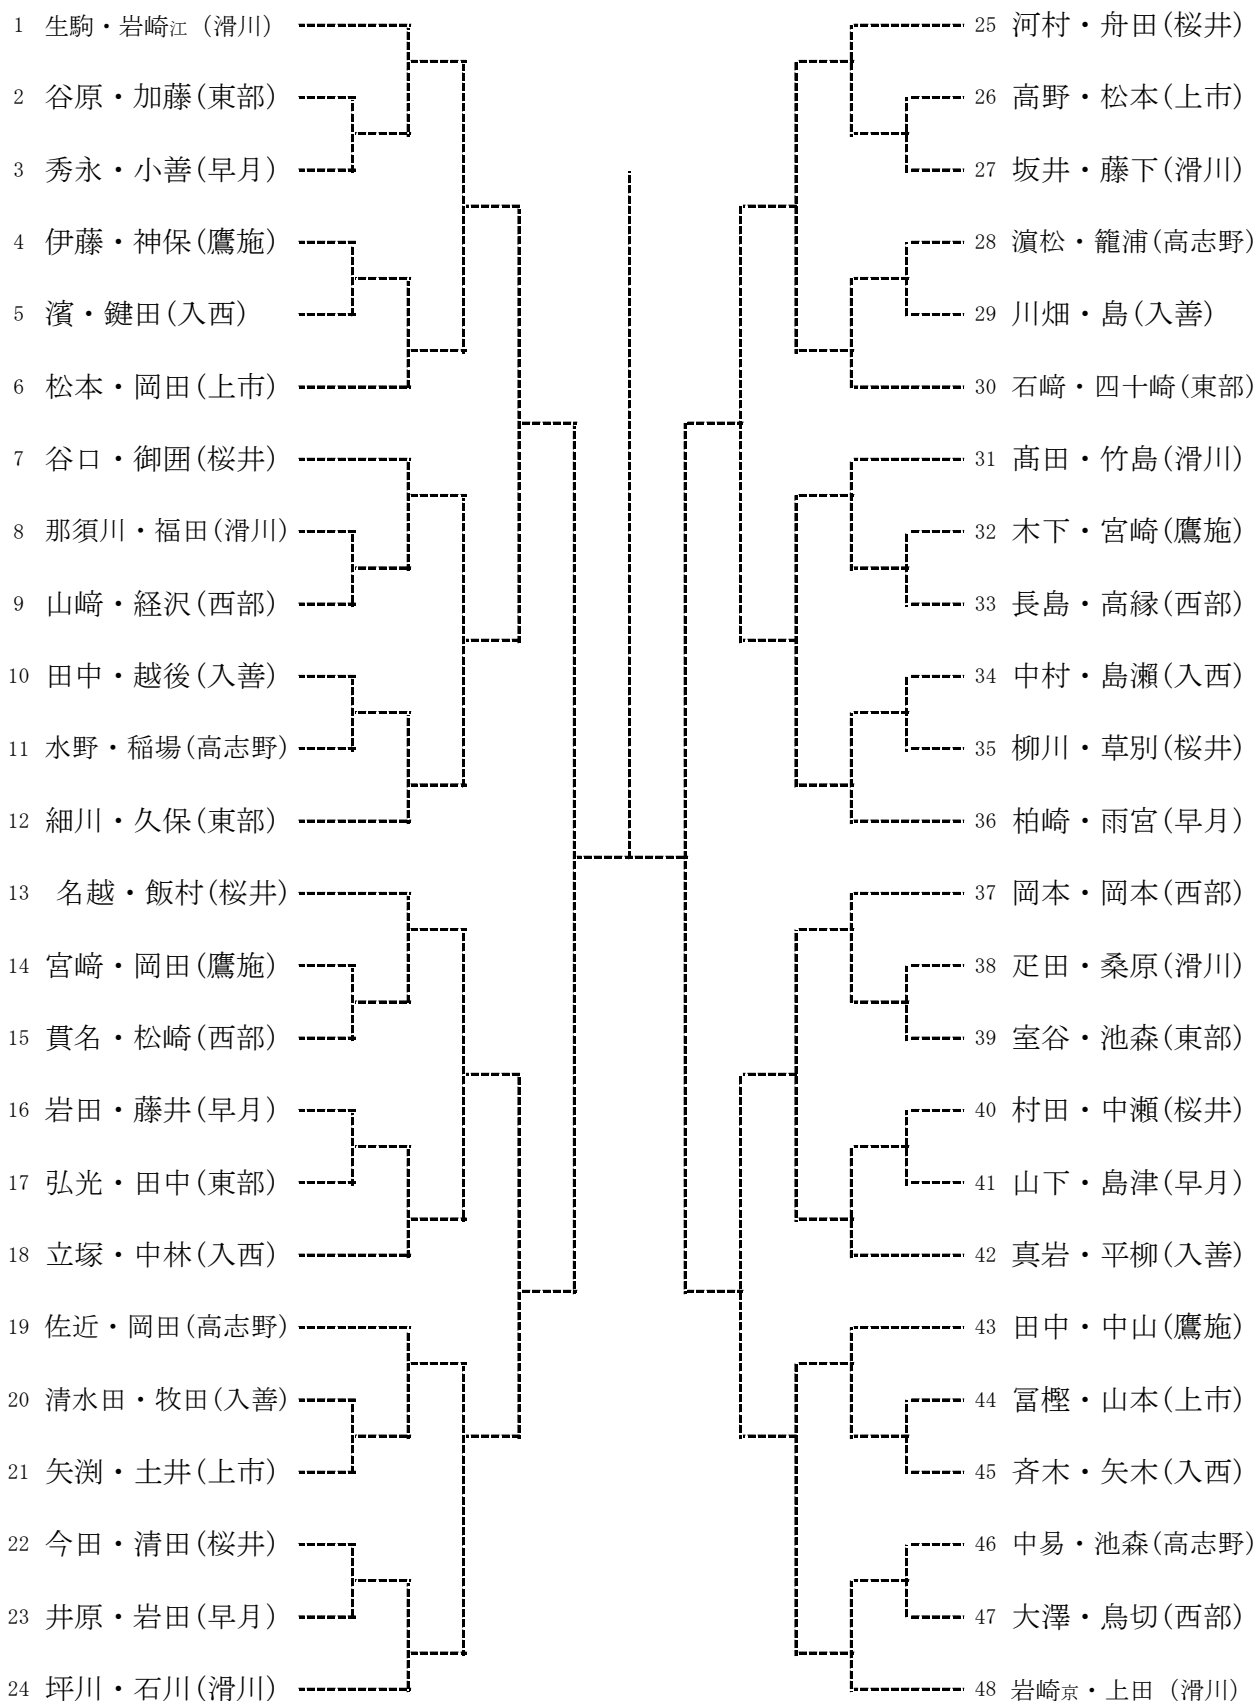 1 生駒・岩崎江 (滑川)
2 谷原・加藤(東部)
3 秀永・小善(早月)
4 伊藤・神保(鷹施)
5 濱・鍵田(入西)
6 松本・岡田(上市)
7 谷口・御囲(桜井)
8 那須川・福田(滑川)
9 山﨑・経沢(西部)
10 田中・越後(入善)
11 水野・稲場(高志野)
12 細川・久保(東部)
13 名越・飯村(桜井)
14 宮﨑・岡田(鷹施)
15 貫名・松崎(西部)
16 岩田・藤井(早月)
17 弘光・田中(東部)
18 立塚・中林(入西)
19 佐近・岡田(高志野)
20 清水田・牧田(入善)
21 矢渕・土井(上市)
22 今田・清田(桜井)
23 井原・岩田(早月)
24 坪川・石川(滑川)
25 河村・舟田(桜井)
26 高野・松本(上市)
27 坂井・藤下(滑川)
28 濵松・籠浦(高志野)
29 川畑・島(入善)
30 石﨑・四十崎(東部)
31 髙田・竹島(滑川)
32 木下・宮崎(鷹施)
33 長島・高縁(西部)
34 中村・島瀬(入西)
35 柳川・草別(桜井)
36 柏崎・雨宮(早月)
37 岡本・岡本(西部)
38 疋田・桑原(滑川)
39 室谷・池森(東部)
40 村田・中瀬(桜井)
41 山下・島津(早月)
42 真岩・平柳(入善)
43 田中・中山(鷹施)
44 冨樫・山本(上市)
45 斉木・矢木(入西)
46 中易・池森(高志野)
47 大澤・鳥切(西部)
48 岩崎京・上田 (滑川)